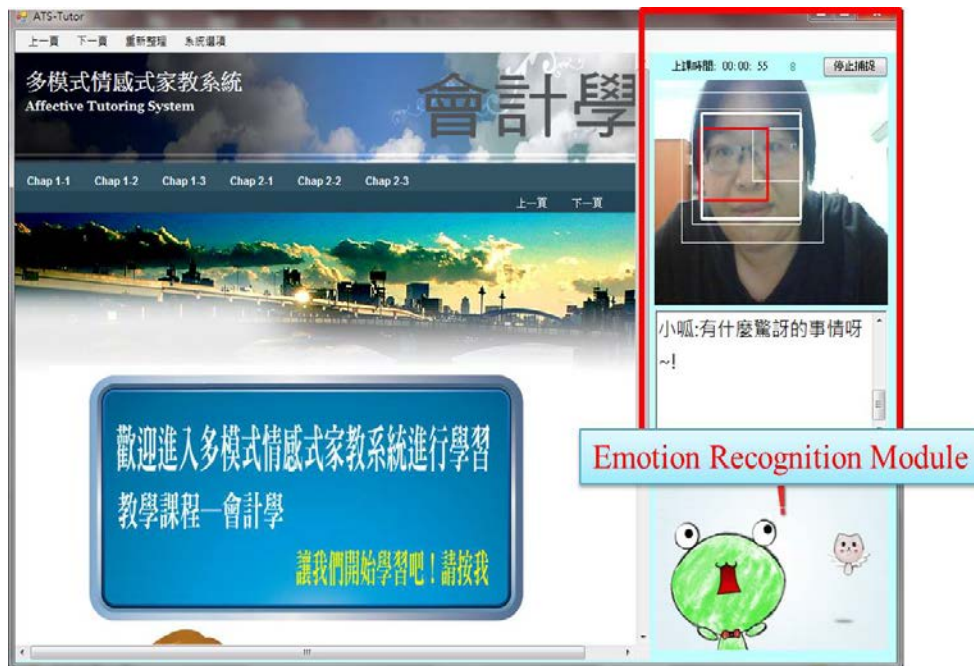 ATS-Tutor
上一頁 下一頁 重新整理 系統選項
多模式情感式家教系統
Affective Tutoring System
會計學
Chap 1-1 Chap 1-2 Chap 1-3 Chap 2-1 Chap 2-2 Chap 2-3
上一頁 下一頁
歡迎進入多模式情感式家教系統進行學習
教學課程—會計學
讓我們開始學習吧！請按我
上課時間: 00:00: 55 8 停止捕捉
小呱:有什麼驚訝的事情呀
~!
Emotion Recognition Module